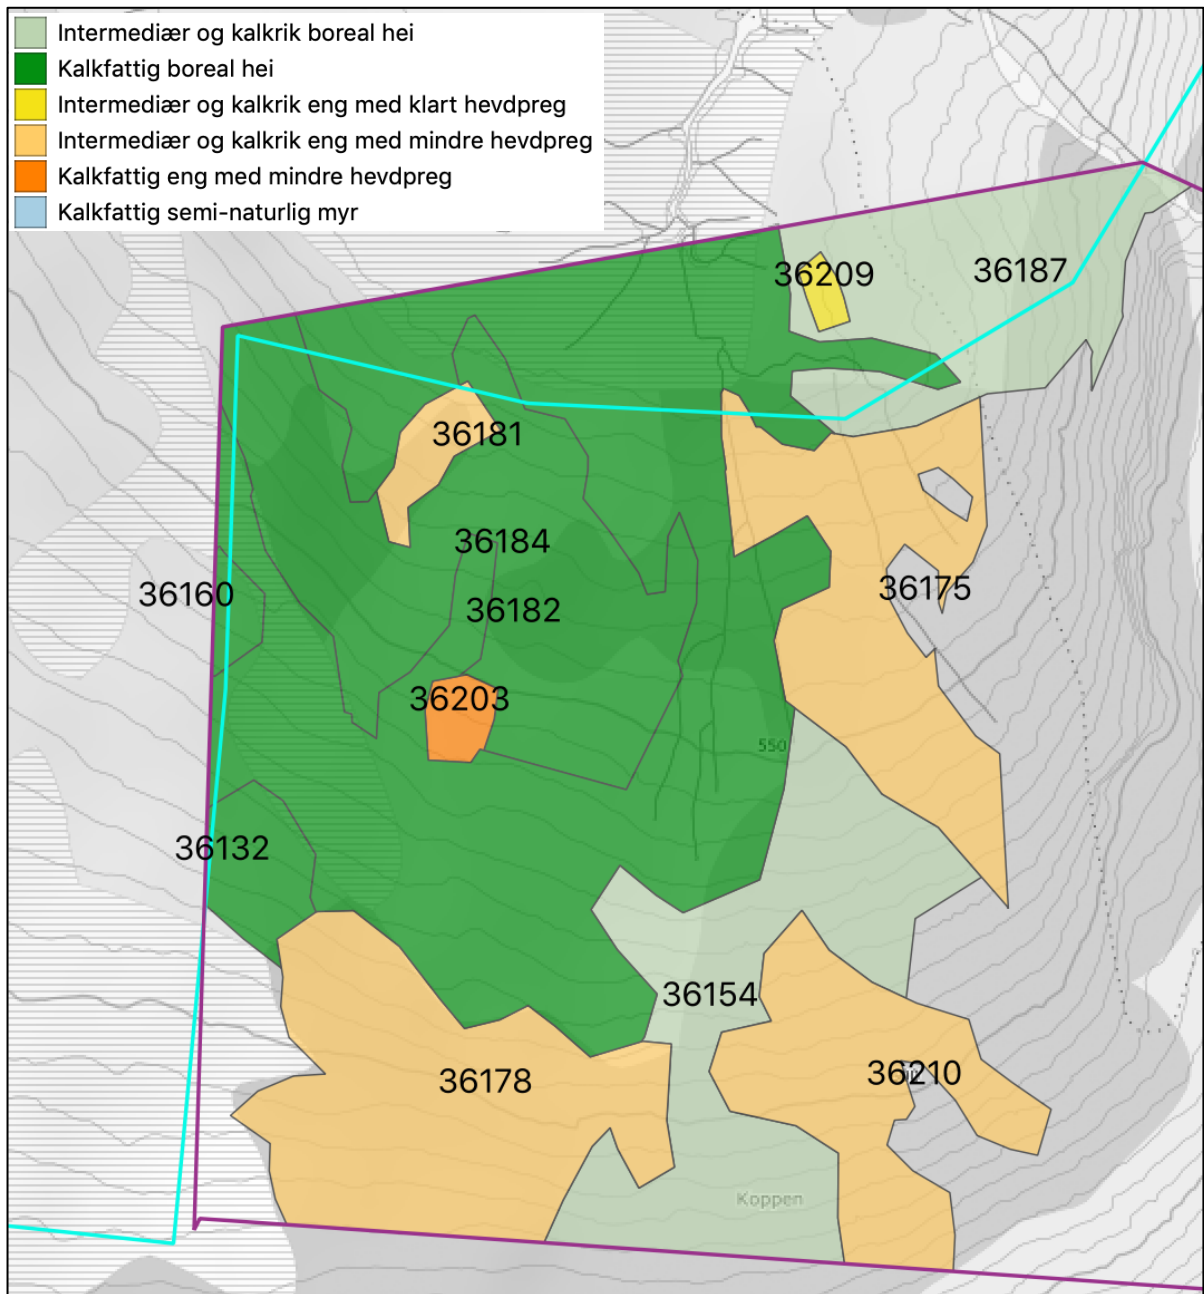 Intermediær og kalkrik boreal hei
Kalkfattig boreal hei
Intermediær og kalkrik eng med klart hevdpreg
Intermediær og kalkrik eng med mindre hevdpreg
Kalkfattig eng med mindre hevdpreg
Kalkfattig semi-naturlig myr
36209
36187
36181
36184
36160
36182
36175
36203
550
36132
36154
36178
36210
Koppen